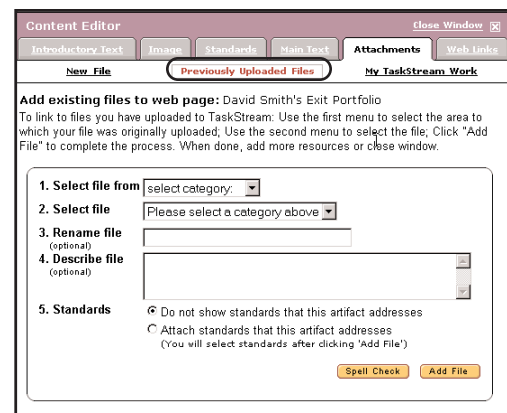 Content Editor Close Window X
Introductory Text Image Standards Main Text Attachments Web Links
New File Previously Uploaded Files My TaskStream Work
Add existing files to web page: David Smith's Exit Portfolio
To link to files you have uploaded to TaskStream: Use the first menu to select the area to
which your file was originally uploaded; Use the second menu to select the file; Click "Add
File" to complete the process. When done, add more resources or close window.
1. Select file from select category:
2. Select file Please select a category above
3. Rename file
(optional)
4. Describe file
(optional)
5. Standards Do not show standards that this artifact addresses
Attach standards that this artifact addresses
(You will select standards after clicking 'Add File')
Spell Check Add File